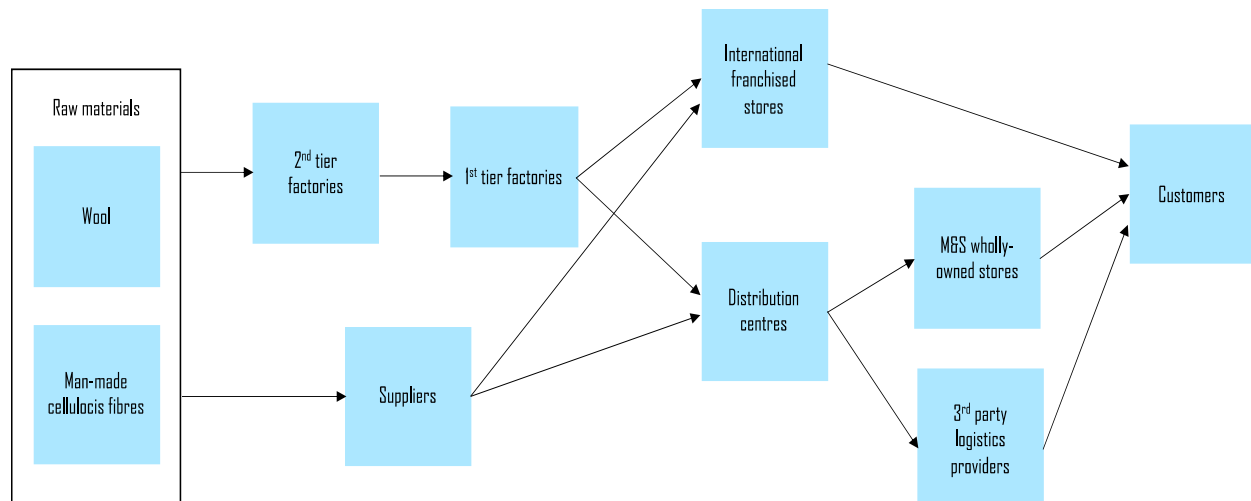 Raw materials
Wool
Man-made
cellulocis fibres
2nd tier
factories
1st tier factories
Suppliers
International
franchised
stores
Distribution
centres
M&S wholly-
owned stores
3rd party
logistics
providers
Customers